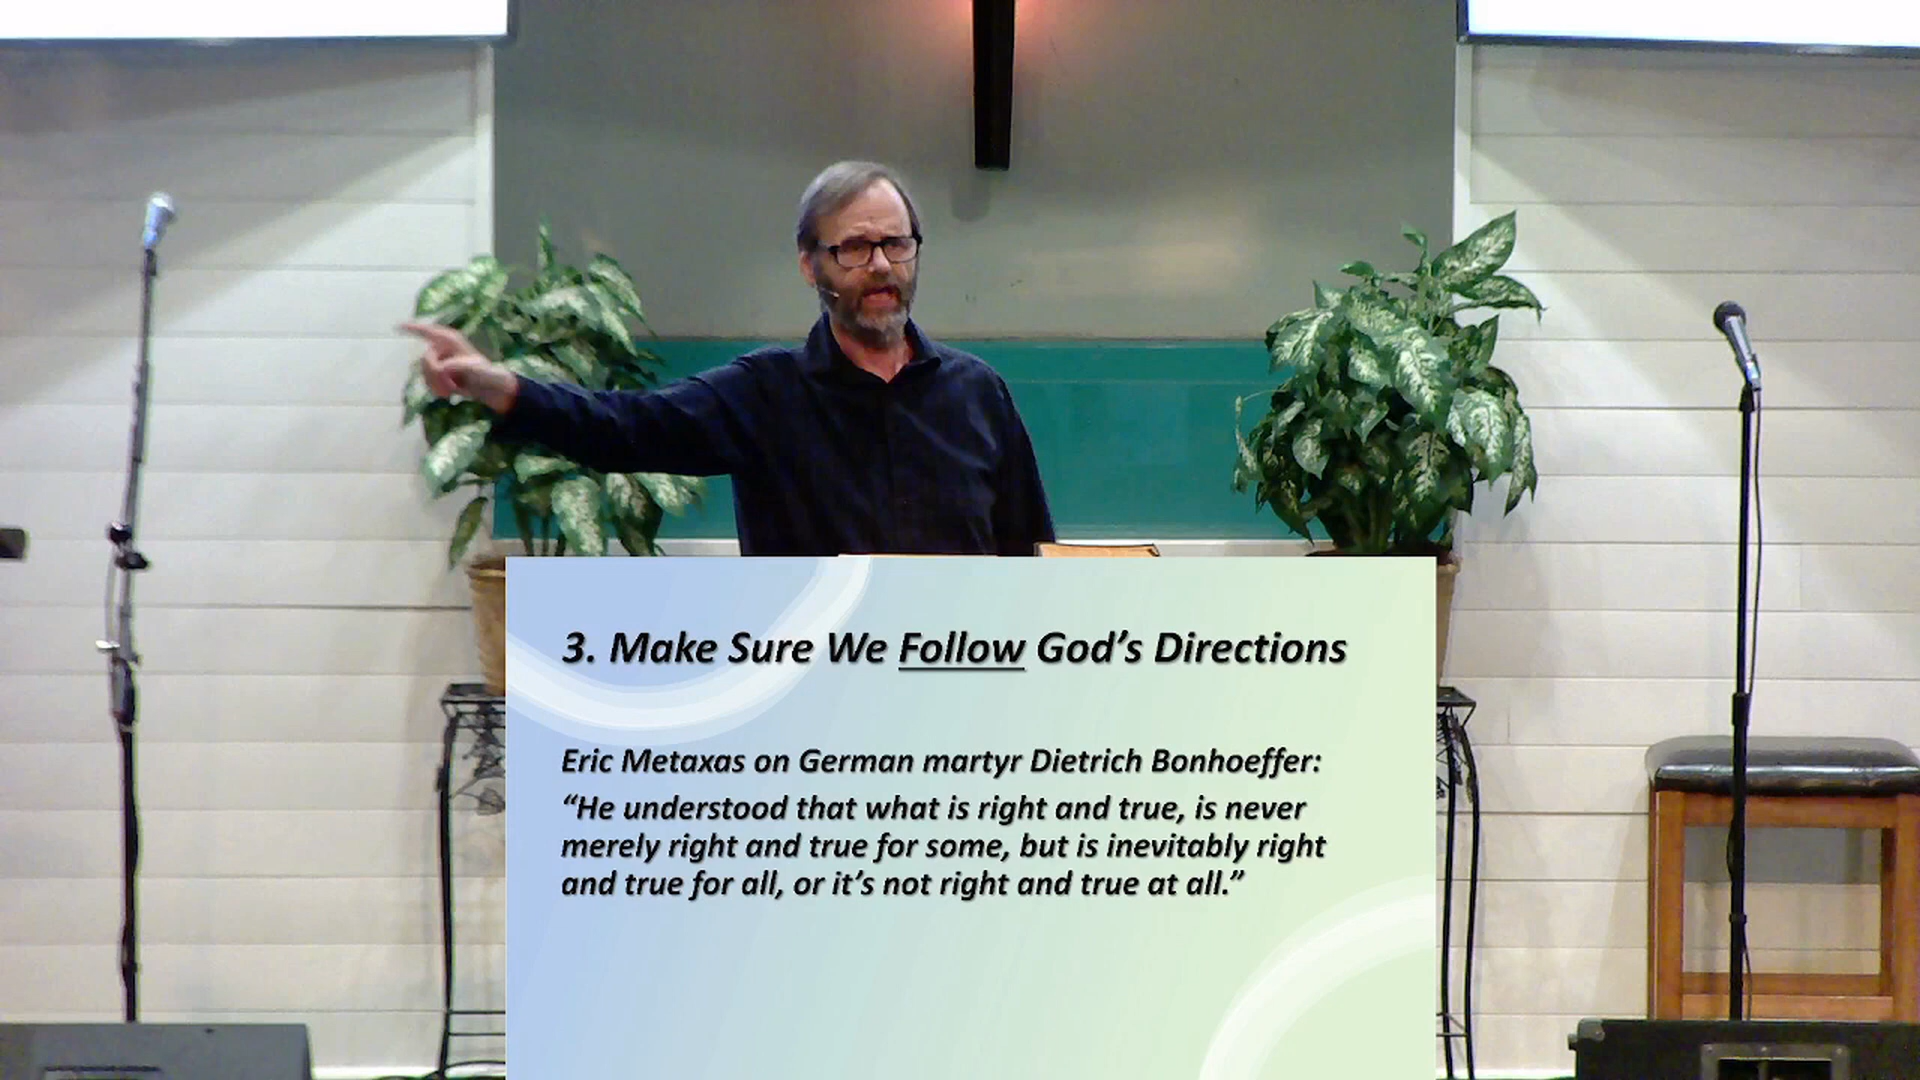 3. Make Sure We Follow God’s Directions
Eric Metaxas on German martyr Dietrich Bonhoeffer:
“He understood that what is right and true, is never
merely right and true for some, but is inevitably right
and true for all, or it’s not right and true at all.”